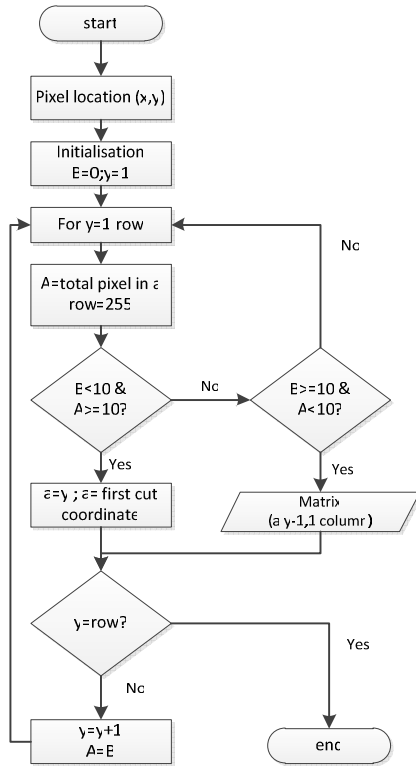 start
Pixel location (x,y)
Initialisation
B=0;y=1
For y=1 row
No
A=total pixel in a
row=255
B<10 &
A>=10?
No
B>=10 &
A<10?
Yes
Yes
a=y ; a= first cut
coordinate
Matrix
(a y-1,1 column)
y=row?
Yes
No
y=y+1
A=B
end